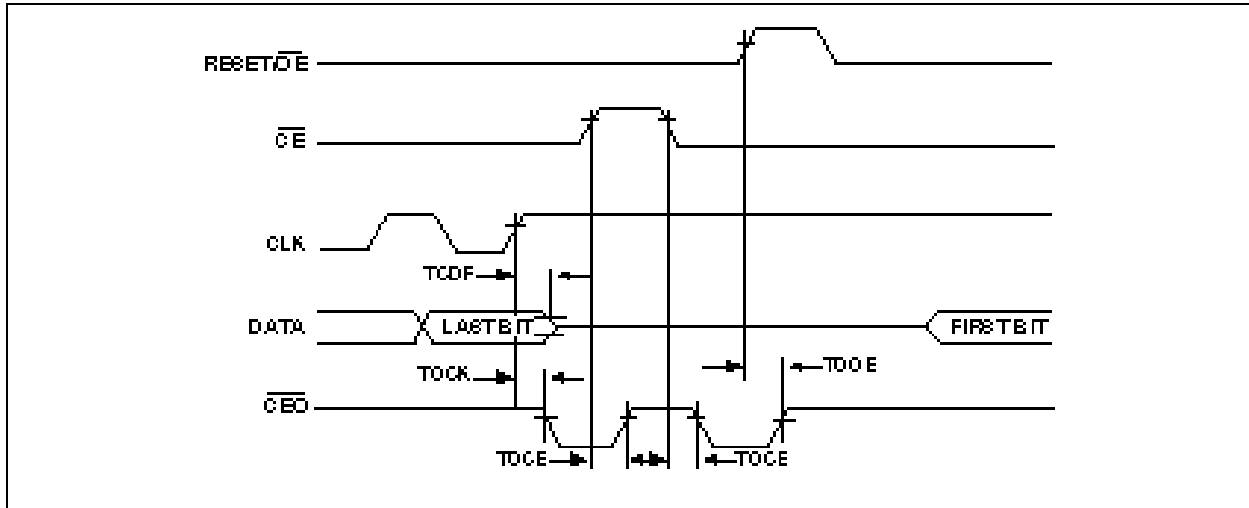 RESET/OE
CE
CLK
TCDF
DATA
LAST BIT
FIRST BIT
TOCK
TOOE
CEO
TOCE
TOCE